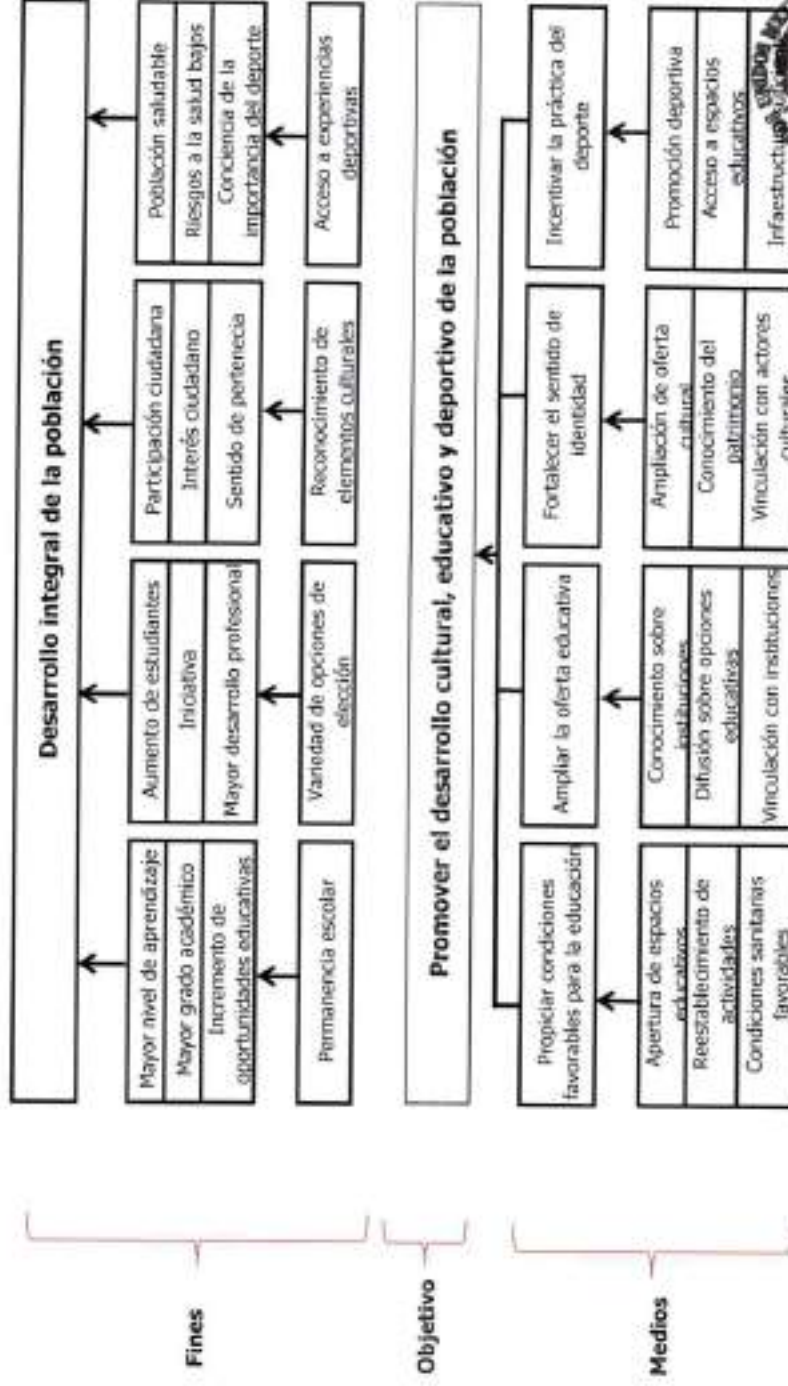 Fines
Desarrollo integral de la población
Mayor nivel de aprendizaje
Mayor grado académico
Incremento de
oportunidades educativas
Aumento de estudiantes
Iniciativa
Mayor desarrollo profesional
Participación ciudadana
Interés ciudadano
Sentido de pertenecia
Población saludable
Riesgos a la salud bajos
Conciencia de la
importancia del deporte
Permanencia escolar
Variedad de opciones de
elección
Reconocimiento de
elementos culturales
Acceso a experiencias
deportivas
Objetivo
Promover el desarrollo cultural, educativo y deportivo de la población
Medios
Propiciar condiciones
favorables para la educación
Ampliar la oferta educativa
Fortalecer el sentido de
identidad
Incentivar la práctica del
deporte
Apertura de espacios
educativos
Reestablecimiento de
actividades
Condiciones sanitarias
favorables
Conocimiento sobre
instituciones
Difusión sobre opciones
educativas
Vinculación con instituciones
Ampliación de oferta
cultural
Conocimiento del
patrimonio
Vinculación con actores
culturales
Promoción deportiva
Acceso a espacios
educativos